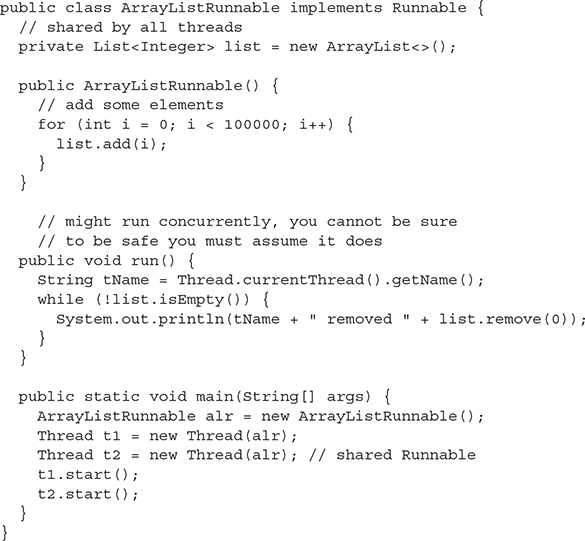 public class ArrayListRunnable implements Runnable {
  // shared by all threads
  private List<Integer> list = new ArrayList<>();

  public ArrayListRunnable() {
    // add some elements
    for (int i = 0; i < 100000; i++) {
      list.add(i);
    }
  }

    // might run concurrently, you cannot be sure
    // to be safe you must assume it does
  public void run() {
    String tName = Thread.currentThread().getName();
    while (!list.isEmpty()) {
      System.out.println(tName + " removed " + list.remove(0));
    }
  }

  public static void main(String[] args) {
    ArrayListRunnable alr = new ArrayListRunnable();
    Thread t1 = new Thread(alr);
    Thread t2 = new Thread(alr); // shared Runnable
    t1.start();
    t2.start();
  }
}